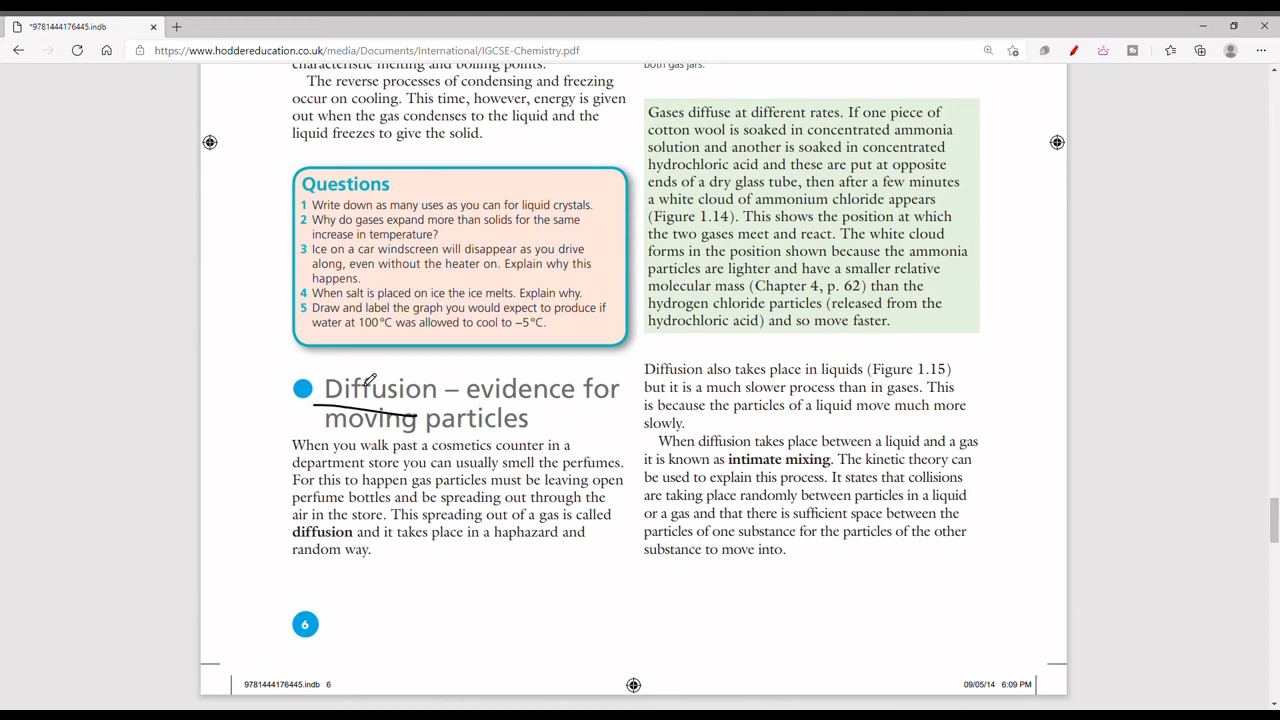 *9781444176445.indb
https://www.hoddereducation.co.uk/media/Documents/International/IGCSE-Chemistry.pdf
characteristic melting and boiling points.
The reverse processes of condensing and freezing
occur on cooling. This time, however, energy is given
out when the gas condenses to the liquid and the
liquid freezes to give the solid.
Questions
1 Write down as many uses as you can for liquid crystals.
2 Why do gases expand more than solids for the same
increase in temperature?
3 Ice on a car windscreen will disappear as you drive
along, even without the heater on. Explain why this
happens.
4 When salt is placed on ice the ice melts. Explain why.
5 Draw and label the graph you would expect to produce if
water at 100 °C was allowed to cool to −5 °C.
Diffusion – evidence for
moving particles
When you walk past a cosmetics counter in a
department store you can usually smell the perfumes.
For this to happen gas particles must be leaving open
perfume bottles and be spreading out through the
air in the store. This spreading out of a gas is called
diffusion and it takes place in a haphazard and
random way.
6
both gas jars.
Gases diffuse at different rates. If one piece of
cotton wool is soaked in concentrated ammonia
solution and another is soaked in concentrated
hydrochloric acid and these are put at opposite
ends of a dry glass tube, then after a few minutes
a white cloud of ammonium chloride appears
(Figure 1.14). This shows the position at which
the two gases meet and react. The white cloud
forms in the position shown because the ammonia
particles are lighter and have a smaller relative
molecular mass (Chapter 4, p. 62) than the
hydrogen chloride particles (released from the
hydrochloric acid) and so move faster.
Diffusion also takes place in liquids (Figure 1.15)
but it is a much slower process than in gases. This
is because the particles of a liquid move much more
slowly.
When diffusion takes place between a liquid and a gas
it is known as intimate mixing. The kinetic theory can
be used to explain this process. It states that collisions
are taking place randomly between particles in a liquid
or a gas and that there is sufficient space between the
particles of one substance for the particles of the other
substance to move into.
9781444176445.indb 6
09/05/14 6:09 PM